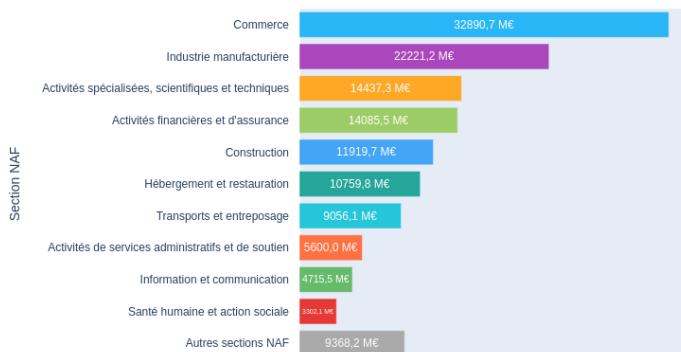 Section NAF
Commerce 32890,7 M€
Industrie manufacturière 22221,2 M€
Activités spécialisées, scientifiques et techniques 14437,3 M€
Activités financières et d'assurance 14085,5 M€
Construction 11919,7 M€
Hébergement et restauration 10759,8 M€
Transports et entreposage 9056,1 M€
Activités de services administratifs et de soutien 5600,0 M€
Information et communication 4715,5 M€
Santé humaine et action sociale 3302,1 M€
Autres sections NAF 9368,2 M€